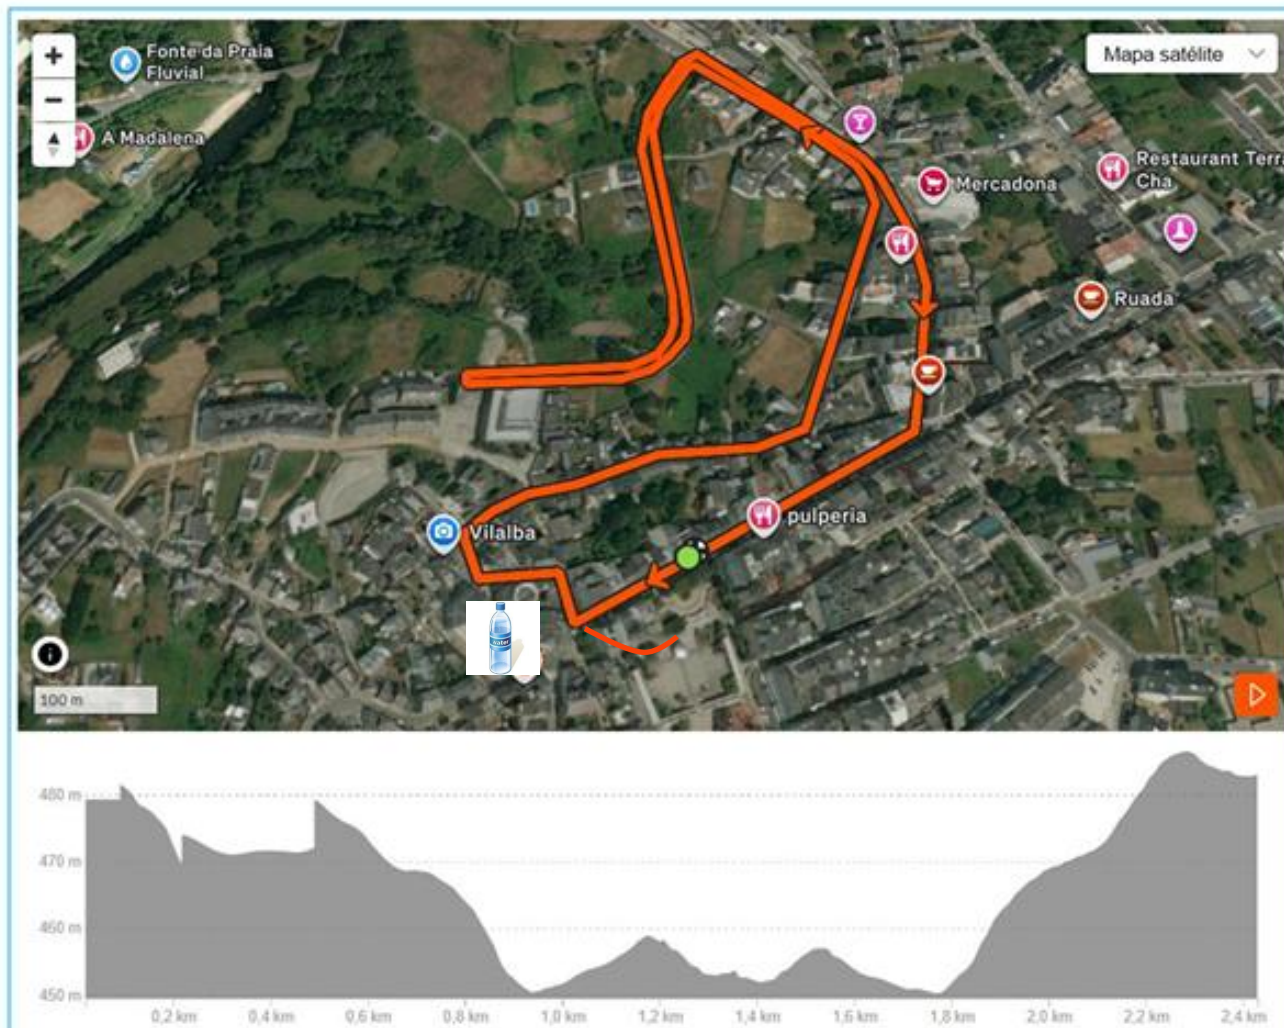 +
Fonte da Praia
Fluvial
Mapa satélite
−
A Madalena
Restaurant Terra
Cha
Mercadona
Ruada
pulperia
Vilalba
water
100 m
480 m
470 m
460 m
450 m
0,2 km
0,4 km
0,6 km
0,8 km
1,0 km
1,2 km
1,4 km
1,6 km
1,8 km
2,0 km
2,2 km
2,4 km